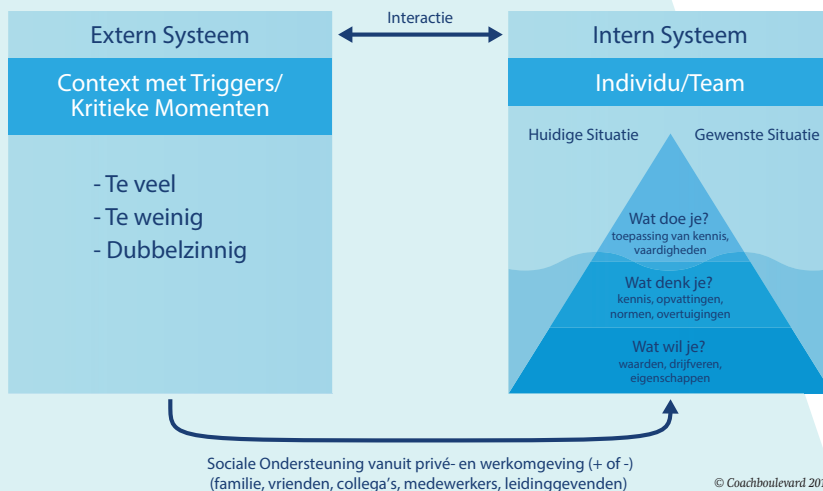 Interactie
Extern Systeem
Context met Triggers/
Kritieke Momenten
- Te veel
- Te weinig
- Dubbelzinnig
Intern Systeem
Individu/Team
Huidige Situatie
Gewenste Situatie
Wat doe je?
toepassing van kennis,
vaardigheden
Wat denk je?
kennis, opvattingen,
normen, overtuigingen
Wat wil je?
waarden, drijfveren,
eigenschappen
Sociale Ondersteuning vanuit privé- en werkomgeving (+ of -)
(familie, vrienden, collega's, medewerkers, leidinggevenden)
© Coachboulevard